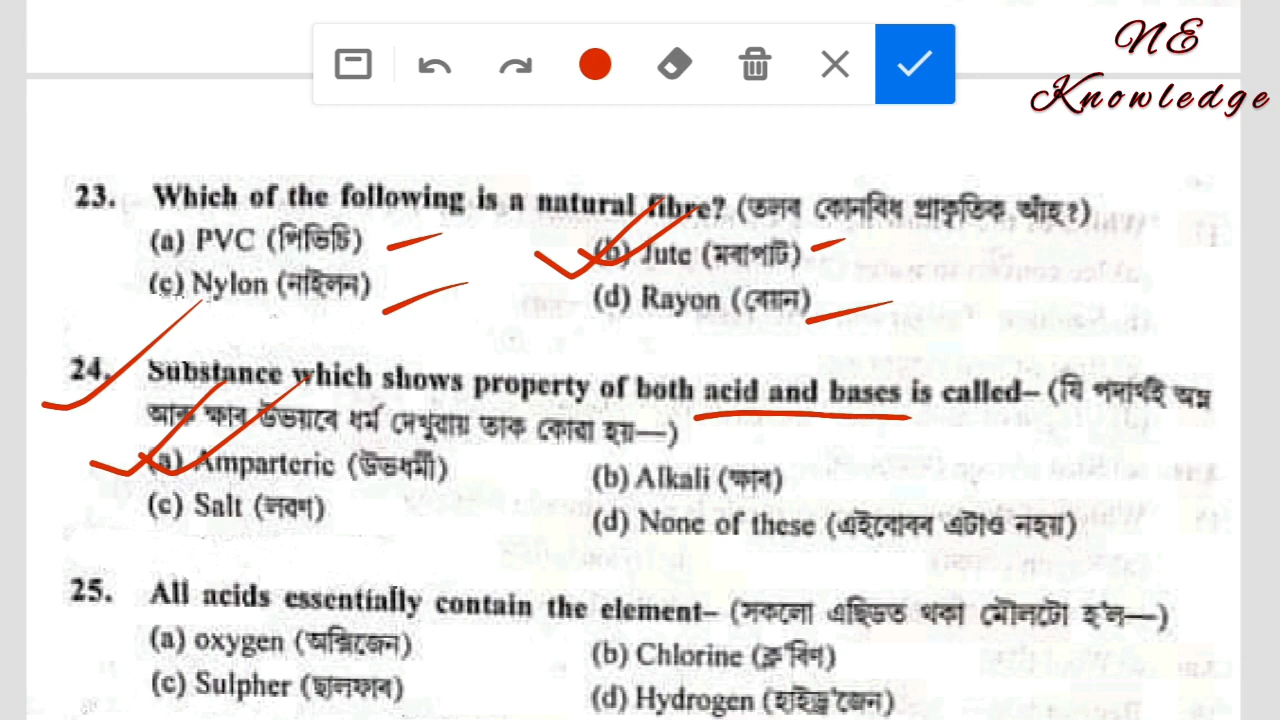 NE
Knowledge
23. Which of the following is a natural fibre? (তলৰ কোনবিধ প্ৰাকৃতিক আঁহ?)
(a) PVC (পিভিচি) (b) Jute (মৰাপাট)
(c) Nylon (নাইলন) (d) Rayon (ৰেয়ন)
24. Substance which shows property of both acid and bases is called– (যি পদাৰ্থই অম্ল
আৰু ক্ষাৰ উভয়ৰে ধৰ্ম দেখুৱায় তাক কোৱা হয়—)
(a) Amparteric (উভধৰ্মী) (b) Alkali (ক্ষাৰ)
(c) Salt (লৱণ) (d) None of these (এইবোৰৰ এটাও নহয়)
25. All acids essentially contain the element– (সকলো এছিডত থকা মৌলটো হ'ল—)
(a) oxygen (অক্সিজেন) (b) Chlorine (ক্ল'ৰিণ)
(c) Sulpher (ছালফাৰ) (d) Hydrogen (হাইড্ৰ'জেন)